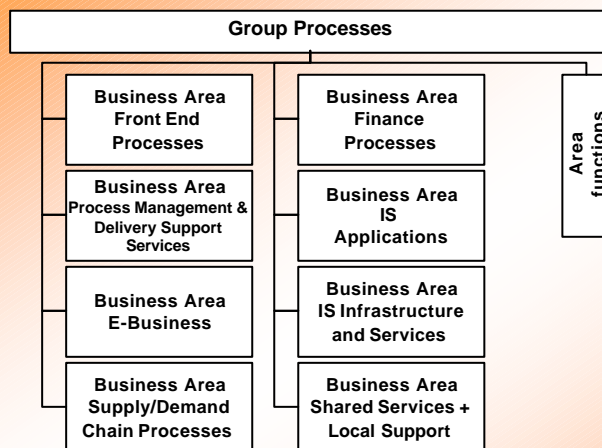 Group Processes
Business Area
Front End
Processes
Business Area
Process Management &
Delivery Support
Services
Business Area
E-Business
Business Area
Supply/Demand
Chain Processes
Business Area
Finance
Processes
Business Area
IS
Applications
Business Area
IS Infrastructure
and Services
Business Area
Shared Services +
Local Support
Area
functions